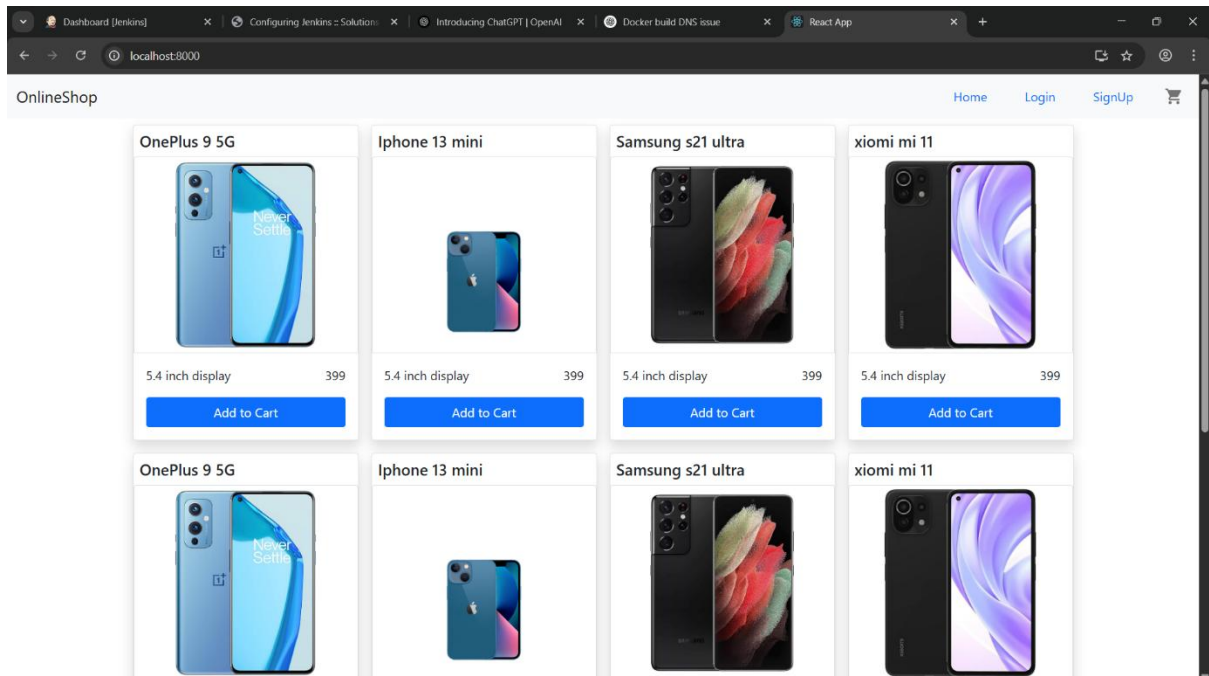 Dashboard [Jenkins]
Configuring Jenkins :: Solutions
Introducing ChatGPT | OpenAI
Docker build DNS issue
React App
localhost:8000
OnlineShop
Home
Login
SignUp
OnePlus 9 5G
Iphone 13 mini
Samsung s21 ultra
xiomi mi 11
Never
Settle
5.4 inch display 399
5.4 inch display 399
5.4 inch display 399
5.4 inch display 399
Add to Cart
Add to Cart
Add to Cart
Add to Cart
OnePlus 9 5G
Iphone 13 mini
Samsung s21 ultra
xiomi mi 11
Never
Settle